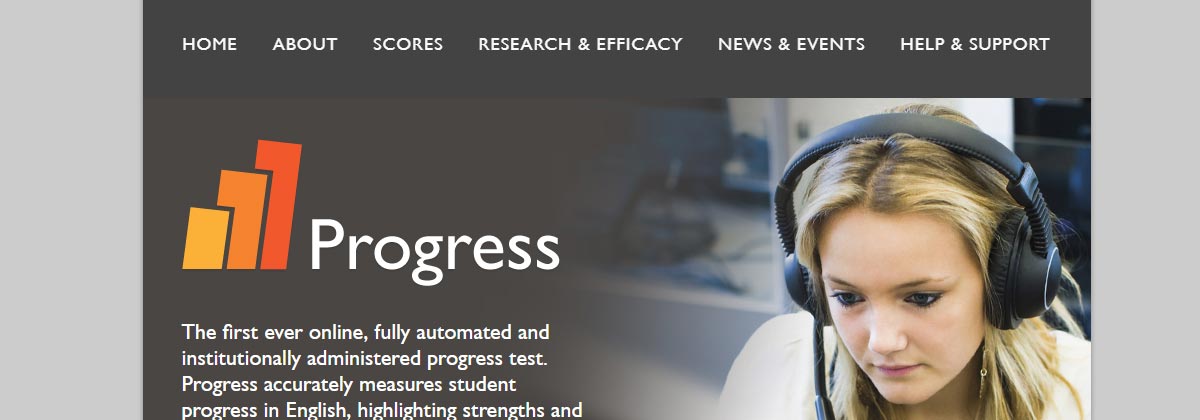 HOME ABOUT SCORES RESEARCH & EFFICACY NEWS & EVENTS HELP & SUPPORT
Progress
The first ever online, fully automated and
institutionally administered progress test.
Progress accurately measures student
progress in English, highlighting strengths and